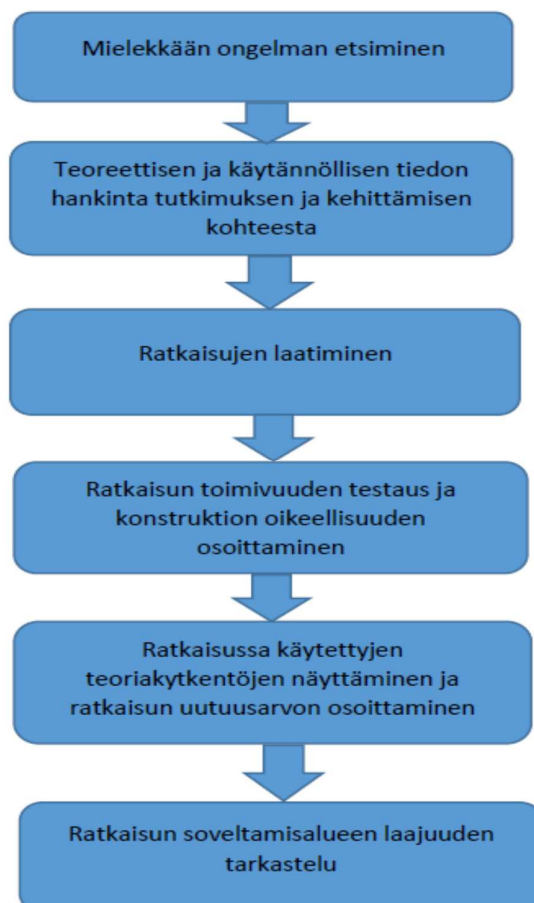 Mielekkään ongelman etsiminen
Teoreettisen ja käytännöllisen tiedon
hankinta tutkimuksen ja kehittämisen
kohteesta
Ratkaisujen laatiminen
Ratkaisun toimivuuden testaus ja
konstruktion oikeellisuuden
osoittaminen
Ratkaisussa käytettyjen
teoriakytkentöjen näyttäminen ja
ratkaisun uutuusarvon osoittaminen
Ratkaisun soveltamisalueen laajuuden
tarkastelu